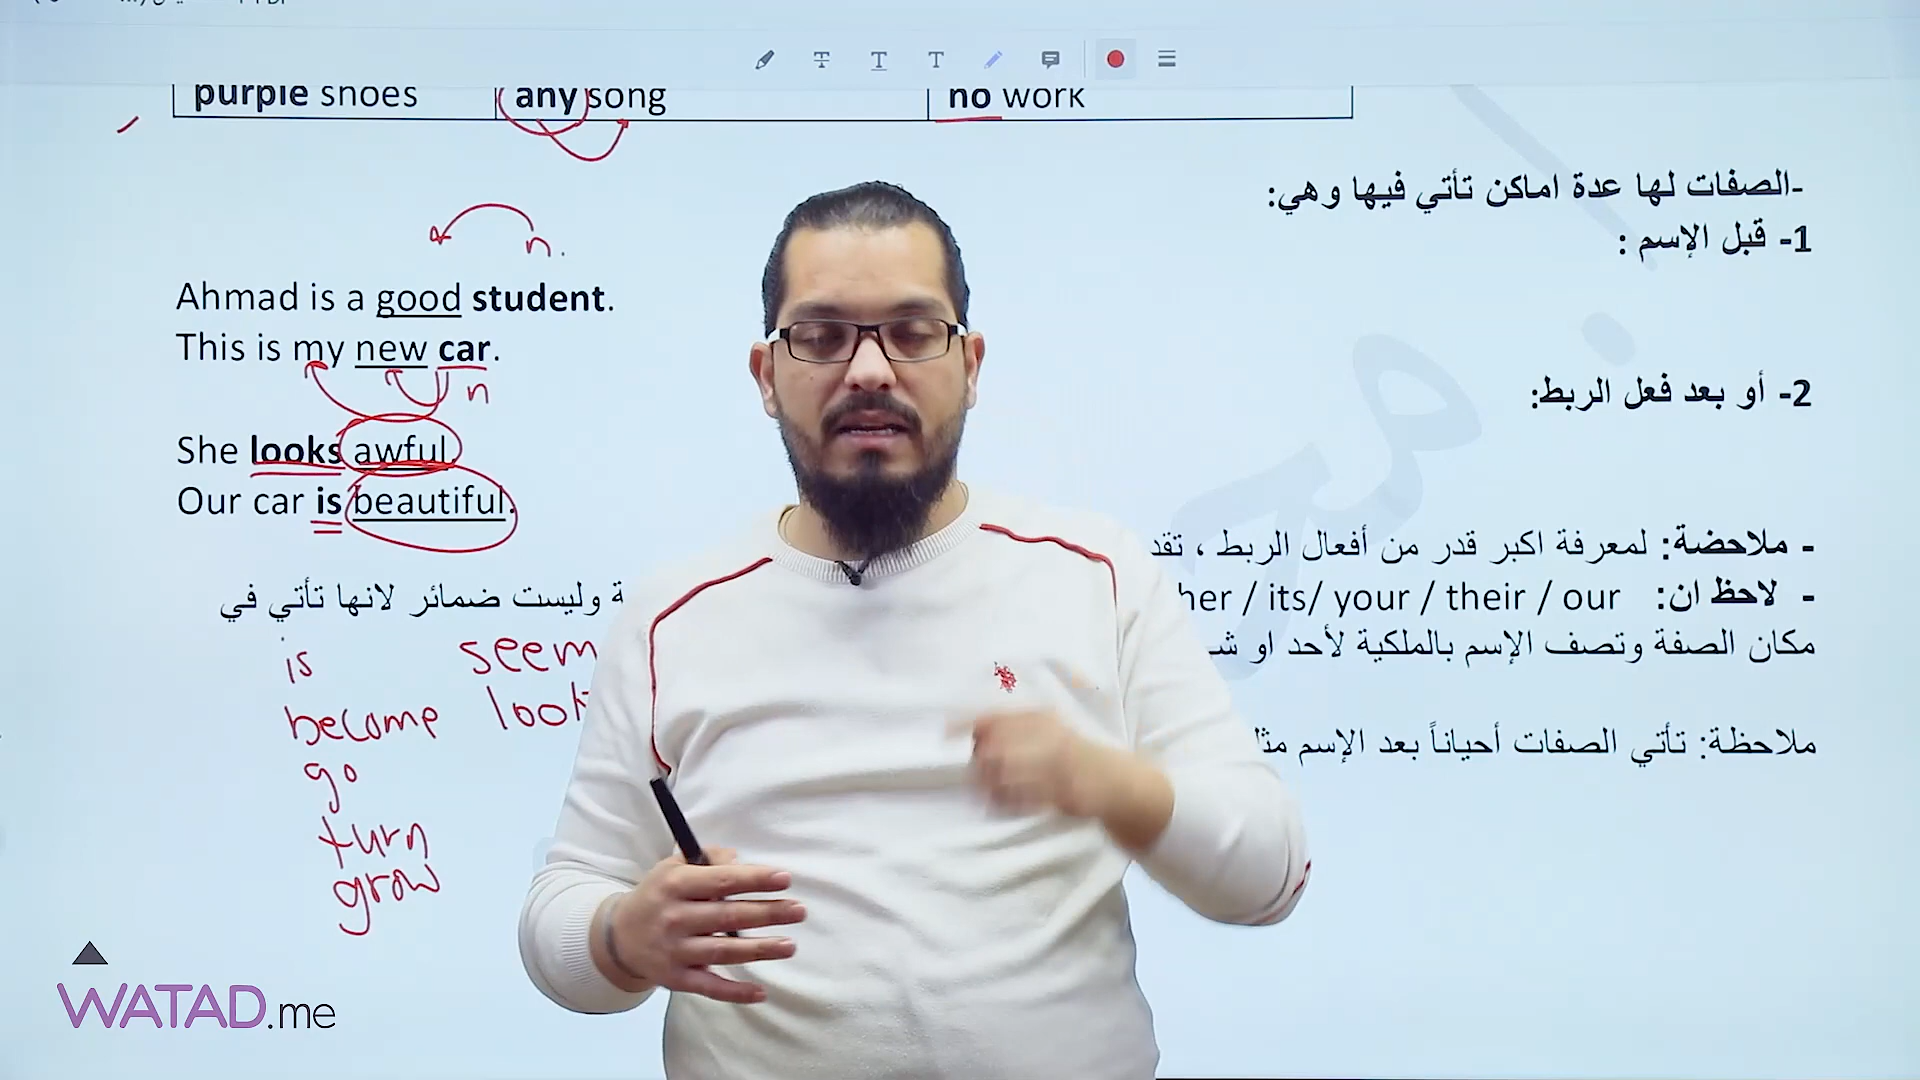 purple shoes any song no work
-الصفات لها عدة اماكن تأتي فيها وهي:
1- قبل الإسم :
n.
Ahmad is a good student.
This is my new car.
n
2- أو بعد فعل الربط:
She looks awful.
Our car is beautiful.
- ملاحضة: لمعرفة اكبر قدر من أفعال الربط ، تقد
- لاحظ ان: her / its/ your / their / our
ة وليست ضمائر لانها تأتي في
مكان الصفة وتصف الإسم بالملكية لأحد او
is seem
become look
go
turn
grow
ملاحظة: تأتي الصفات أحياناً بعد الإسم مثل
WATAD.me